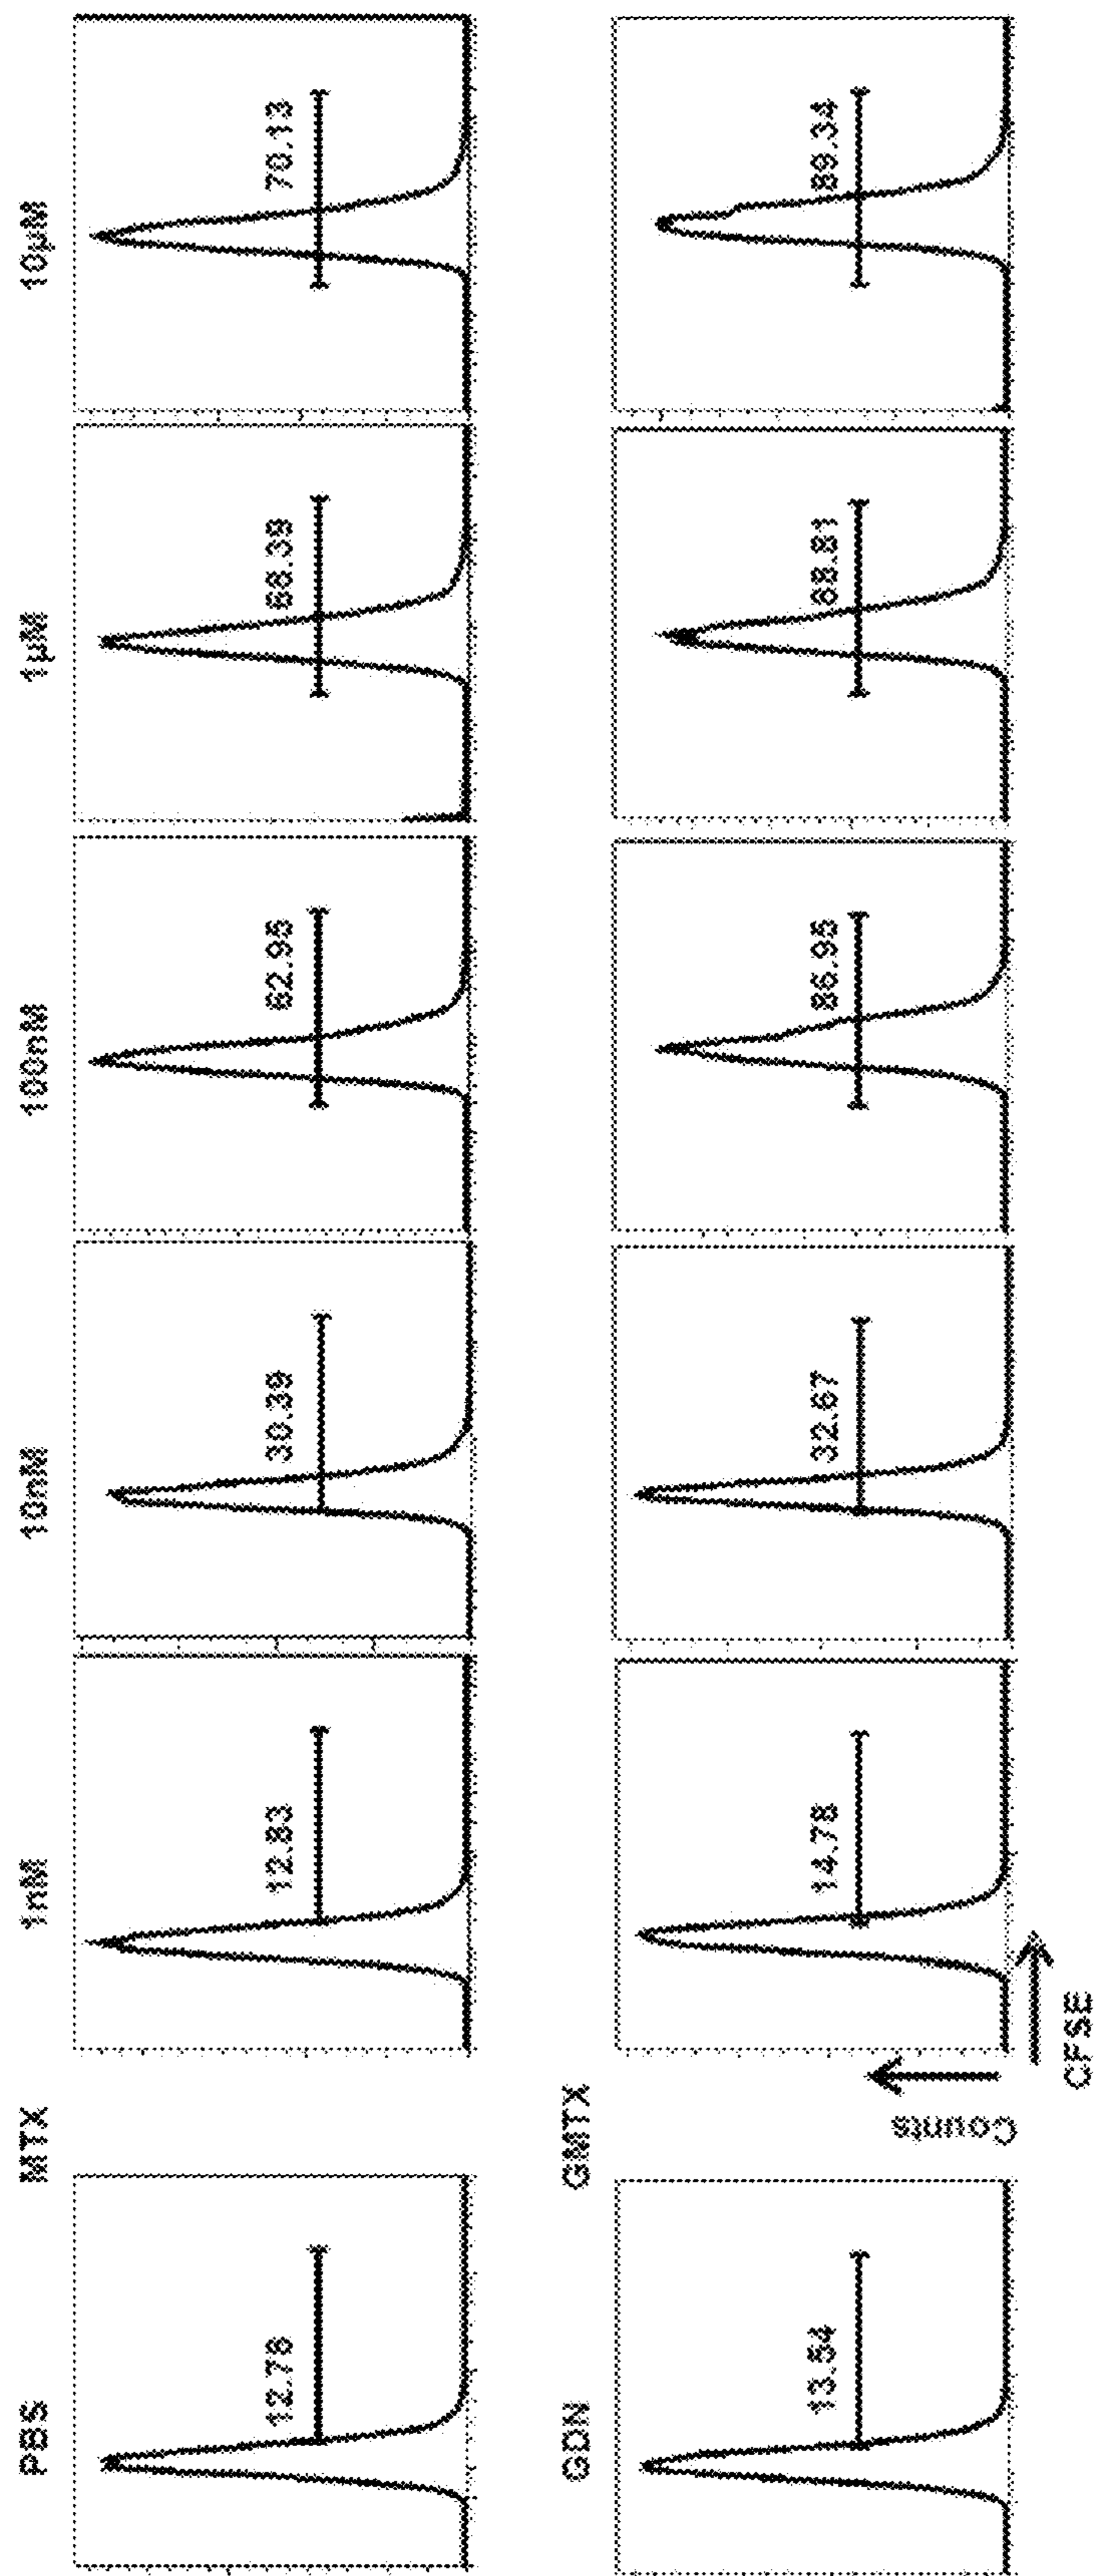 PBS MTX 1nM 10nM 100nM 1µM 10µM
12.78 12.83 30.39 62.95 68.39 70.13
GDN GMTX
13.54 14.78 32.67 86.95 88.81 89.34
Counts
CFSE